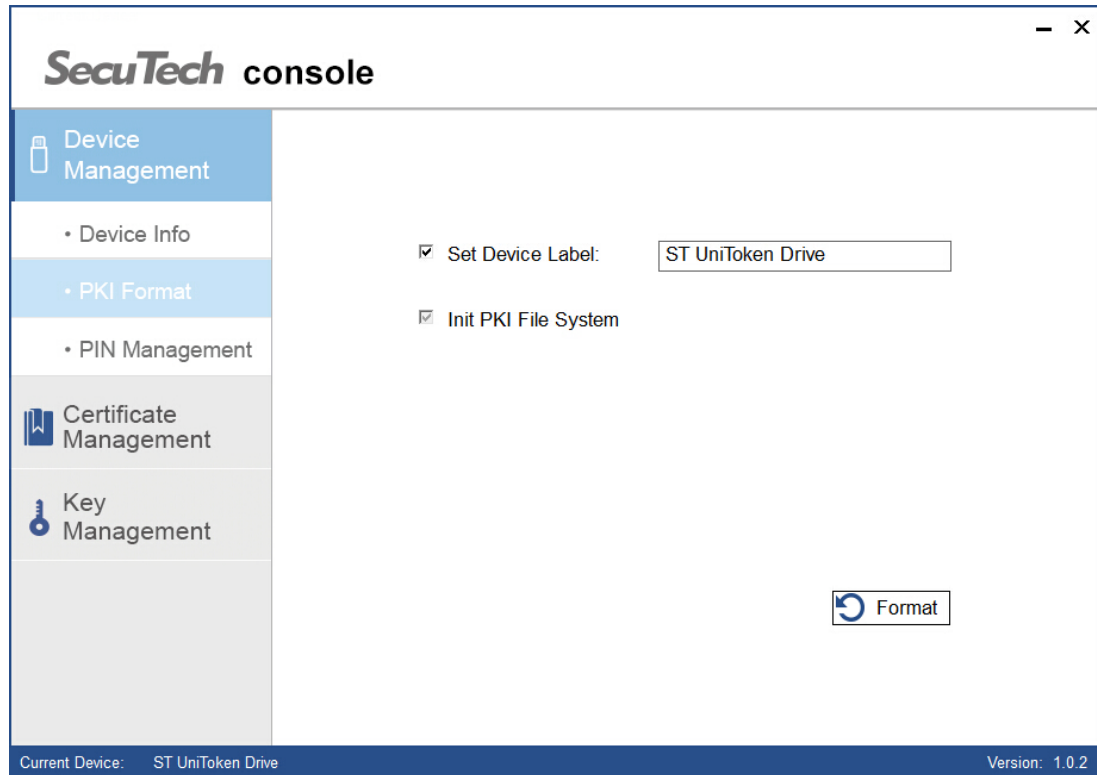 SecuTech console
Device
Management
• Device Info
• PKI Format
• PIN Management
Certificate
Management
Key
Management
Set Device Label:
ST UniToken Drive
Init PKI File System
Format
Current Device: ST UniToken Drive
Version: 1.0.2